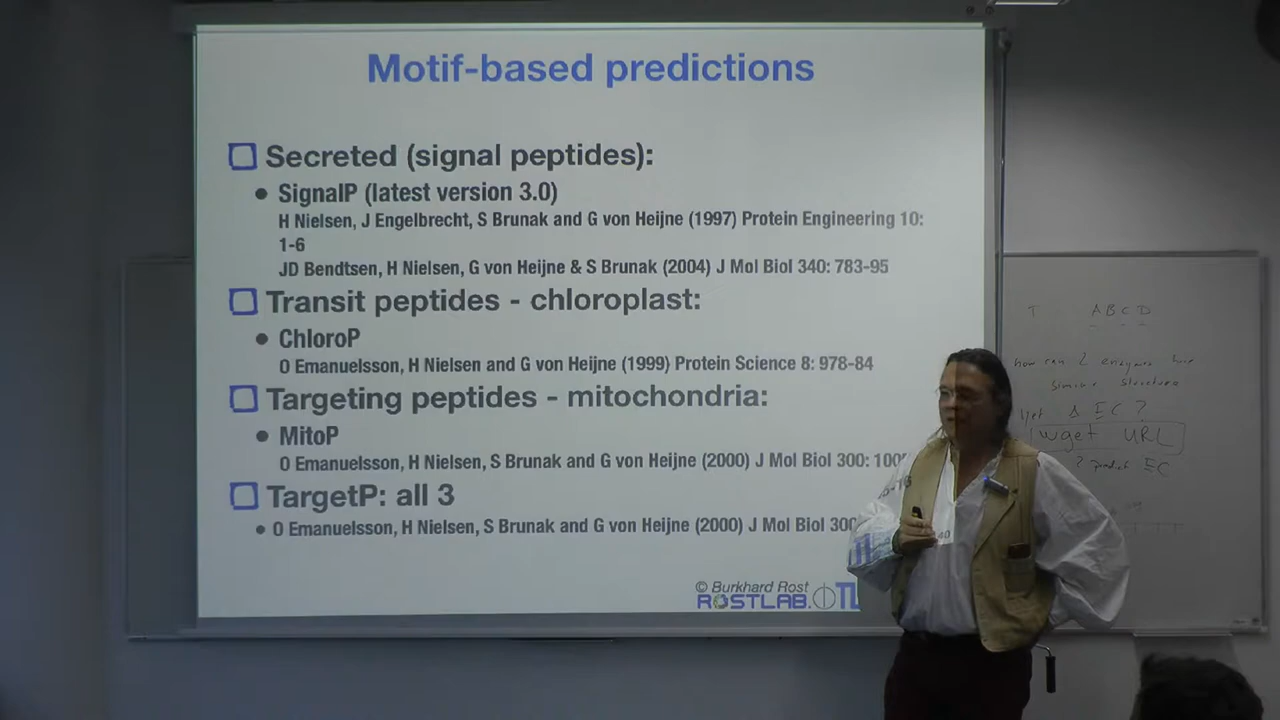 Motif-based predictions
Secreted (signal peptides):
• SignalP (latest version 3.0)
H Nielsen, J Engelbrecht, S Brunak and G von Heijne (1997) Protein Engineering 10:
1-6
JD Bendtsen, H Nielsen, G von Heijne & S Brunak (2004) J Mol Biol 340: 783-95
Transit peptides - chloroplast:
• ChloroP
O Emanuelsson, H Nielsen and G von Heijne (1999) Protein Science 8: 978-84
Targeting peptides - mitochondria:
• MitoP
O Emanuelsson, H Nielsen, S Brunak and G von Heijne (2000) J Mol Biol 300:
TargetP: all 3
• O Emanuelsson, H Nielsen, S Brunak and G von Heijne (2000) J Mol Biol
© Burkhard Rost
ROSTLAB.
T A B C D
how can 2 enzymes have
structure
EC ?
wget URL
? predict EC